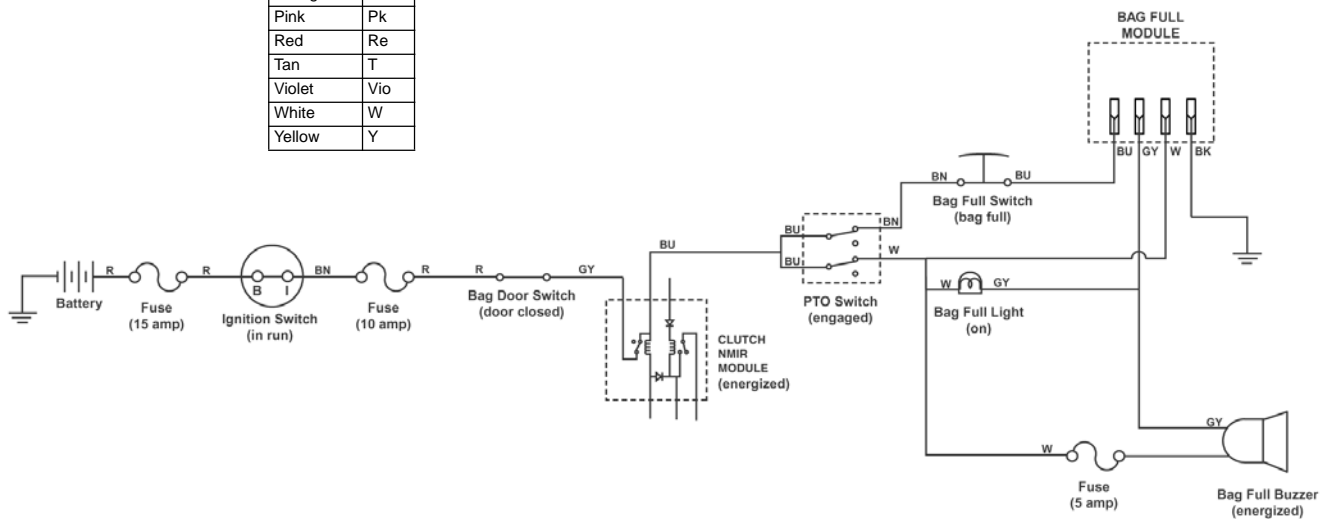 Pink Pk
Red Re
Tan T
Violet Vio
White W
Yellow Y
BAG FULL
MODULE
BU GY W BK
BN BU
Bag Full Switch
(bag full)
BU BN
BU W
BU
R R BN R R GY
B I
Battery
Fuse
(15 amp)
Ignition Switch
(in run)
Fuse
(10 amp)
Bag Door Switch
(door closed)
CLUTCH
NMIR
MODULE
(energized)
PTO Switch
(engaged)
W GY
Bag Full Light
(on)
GY
W
Fuse
(5 amp)
Bag Full Buzzer
(energized)